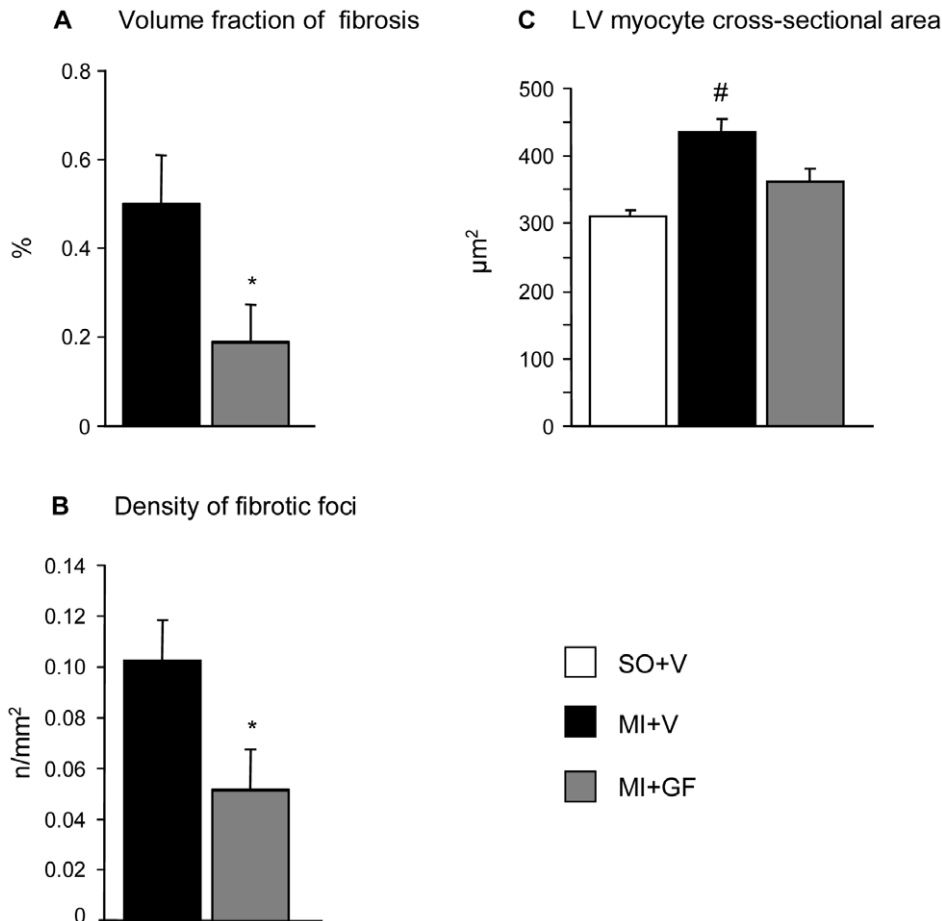 A Volume fraction of fibrosis
0.8
0.6
0.4
0.2
0
%
*
C LV myocyte cross-sectional area
500
400
300
200
100
0
µm²
#
B Density of fibrotic foci
0.14
0.12
0.10
0.08
0.06
0.04
0.02
0
n/mm²
*
SO+V
MI+V
MI+GF